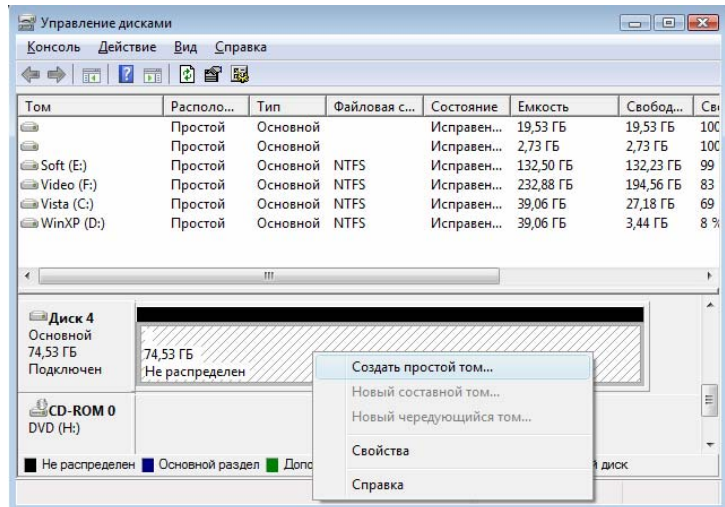 Управление дисками
Консоль Действие Вид Справка
Том Располо... Тип Файловая с... Состояние Емкость Свобод... Сво
Простой Основной Исправен... 19,53 ГБ 19,53 ГБ 100
Простой Основной Исправен... 2,73 ГБ 2,73 ГБ 100
Soft (E:) Простой Основной NTFS Исправен... 132,50 ГБ 132,23 ГБ 99
Video (F:) Простой Основной NTFS Исправен... 232,88 ГБ 194,56 ГБ 83
Vista (C:) Простой Основной NTFS Исправен... 39,06 ГБ 27,18 ГБ 69
WinXP (D:) Простой Основной NTFS Исправен... 39,06 ГБ 3,44 ГБ 8 %
Диск 4
Основной
74,53 ГБ
Подключен
74,53 ГБ
Не распределен
Создать простой том...
Новый составной том...
Новый чередующийся том...
Свойства
Справка
CD-ROM 0
DVD (H:)
Не распределен Основной раздел Допо й диск